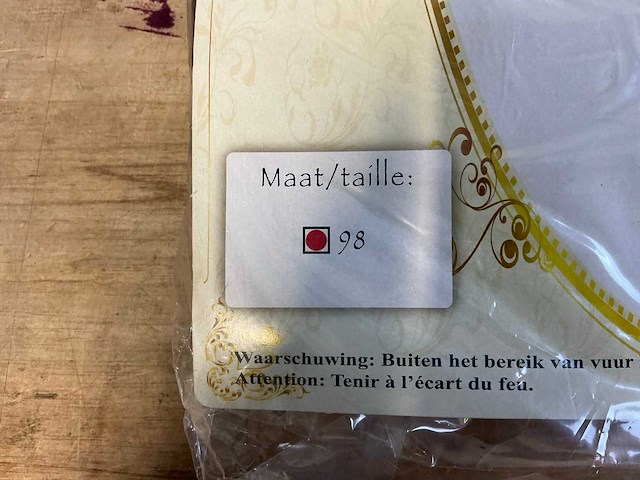 Maat/taille:
98
Waarschuwing: Buiten het bereik van vuur
Attention: Tenir à l'écart du feu.